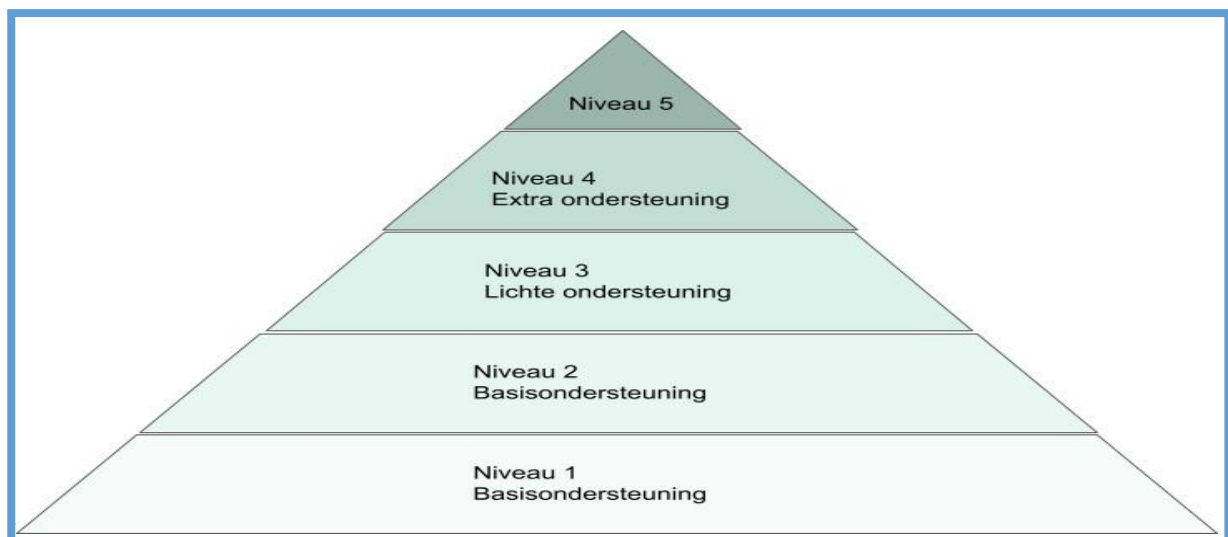 Niveau 5
Niveau 4
Extra ondersteuning
Niveau 3
Lichte ondersteuning
Niveau 2
Basisondersteuning
Niveau 1
Basisondersteuning